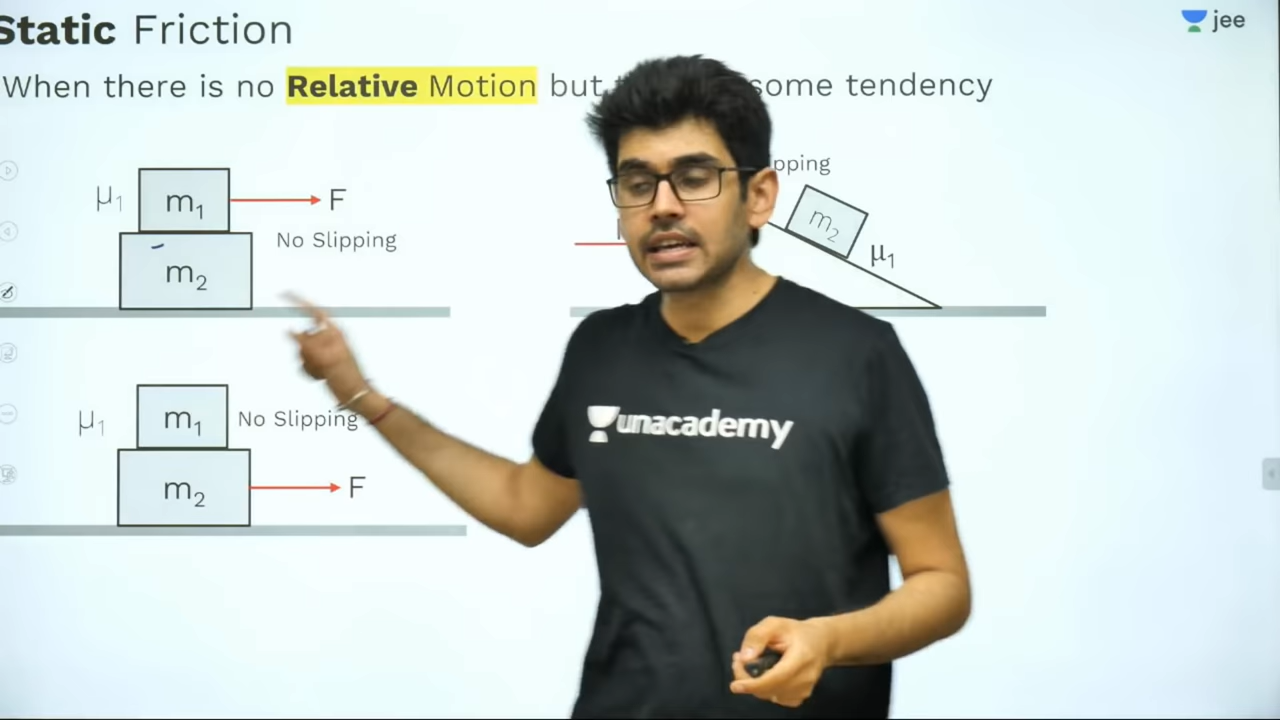 Static Friction
jee
When there is no Relative Motion but some tendency
μ₁
m₁
F
No Slipping
m₂
m₂
μ₁
μ₁
m₁
No Slipping
m₂
F
unacademy